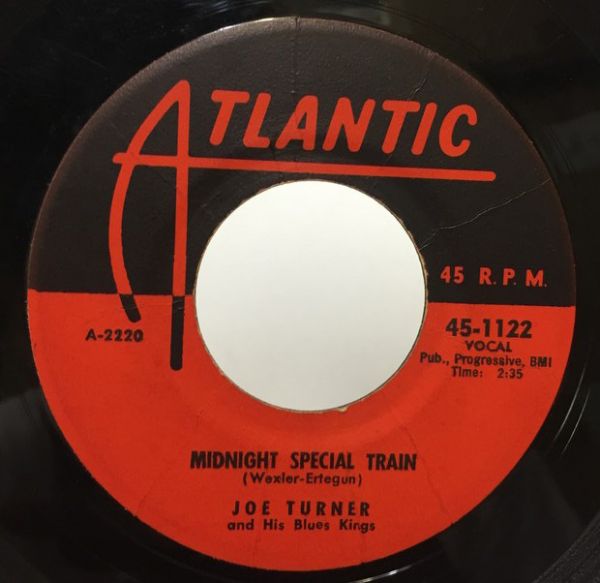 ATLANTIC
45 R.P.M.
A-2220
45-1122
VOCAL
Pub., Progressive, BMI
Time: 2:35
MIDNIGHT SPECIAL TRAIN
(Wexler-Ertegun)
JOE TURNER
and His Blues Kings